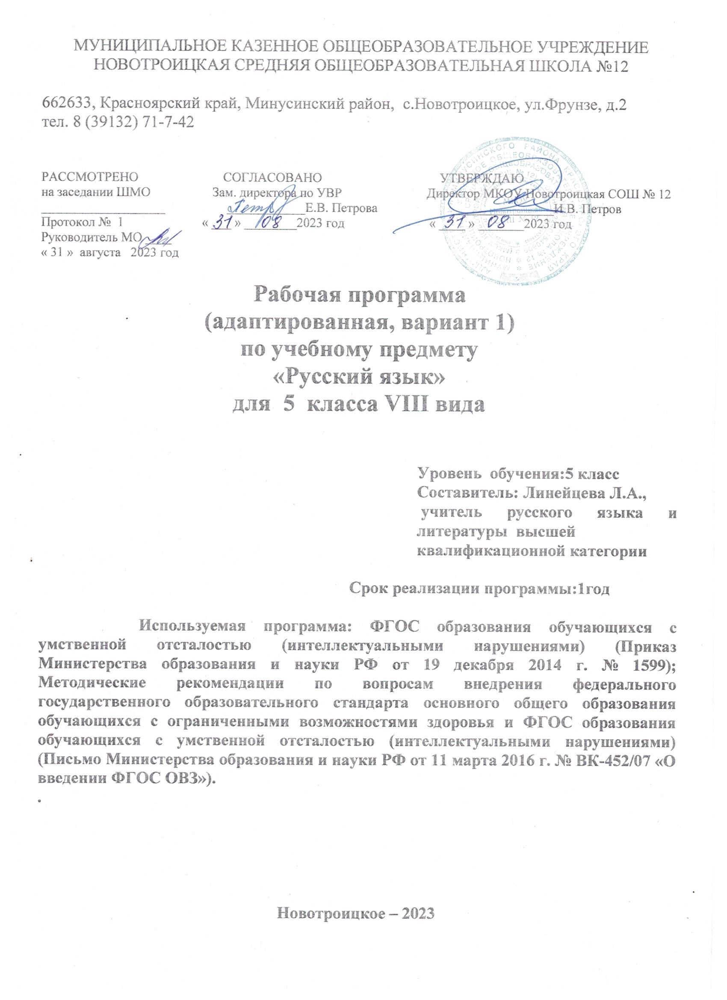 МУНИЦИПАЛЬНОЕ КАЗЕННОЕ ОБЩЕОБРАЗОВАТЕЛЬНОЕ УЧРЕЖДЕНИЕ
НОВОТРОИЦКАЯ СРЕДНЯЯ ОБЩЕОБРАЗОВАТЕЛЬНАЯ ШКОЛА №12
662633, Красноярский край, Минусинский район, с.Новотроицкое, ул.Фрунзе, д.2
тел. 8 (39132) 71-7-42
РАССМОТРЕНО
на заседании ШМО
Протокол № 1
Руководитель МО
« 31 » августа 2023 год
СОГЛАСОВАНО
Зам. директора по УВР
Е.В. Петрова
« 31 » 08 2023 год
УТВЕРЖДАЮ
Директор МКОУ Новотроицкая СОШ № 12
И.В. Петров
« 31 » 08 2023 год
Рабочая программа
(адаптированная, вариант 1)
по учебному предмету
«Русский язык»
для 5 класса VIII вида
Уровень обучения:5 класс
Составитель: Линейцева Л.А.,
учитель русского языка и
литературы высшей
квалификационной категории
Срок реализации программы:1год
Используемая программа: ФГОС образования обучающихся с
умственной отсталостью (интеллектуальными нарушениями) (Приказ
Министерства образования и науки РФ от 19 декабря 2014 г. № 1599);
Методические рекомендации по вопросам внедрения федерального
государственного образовательного стандарта основного общего образования
обучающихся с ограниченными возможностями здоровья и ФГОС образования
обучающихся с умственной отсталостью (интеллектуальными нарушениями)
(Письмо Министерства образования и науки РФ от 11 марта 2016 г. № ВК-452/07 «О
введении ФГОС ОВЗ»).
.
Новотроицкое – 2023